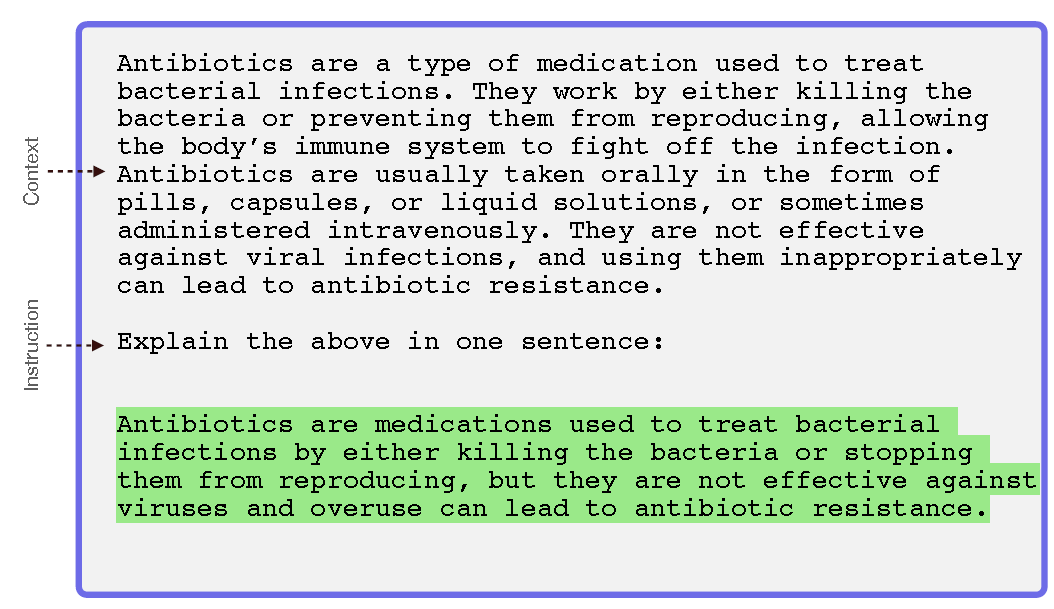 Antibiotics are a type of medication used to treat
bacterial infections. They work by either killing the
bacteria or preventing them from reproducing, allowing
the body’s immune system to fight off the infection.
Antibiotics are usually taken orally in the form of
pills, capsules, or liquid solutions, or sometimes
administered intravenously. They are not effective
against viral infections, and using them inappropriately
can lead to antibiotic resistance.
Context
Explain the above in one sentence:
Instruction
Antibiotics are medications used to treat bacterial
infections by either killing the bacteria or stopping
them from reproducing, but they are not effective against
viruses and overuse can lead to antibiotic resistance.